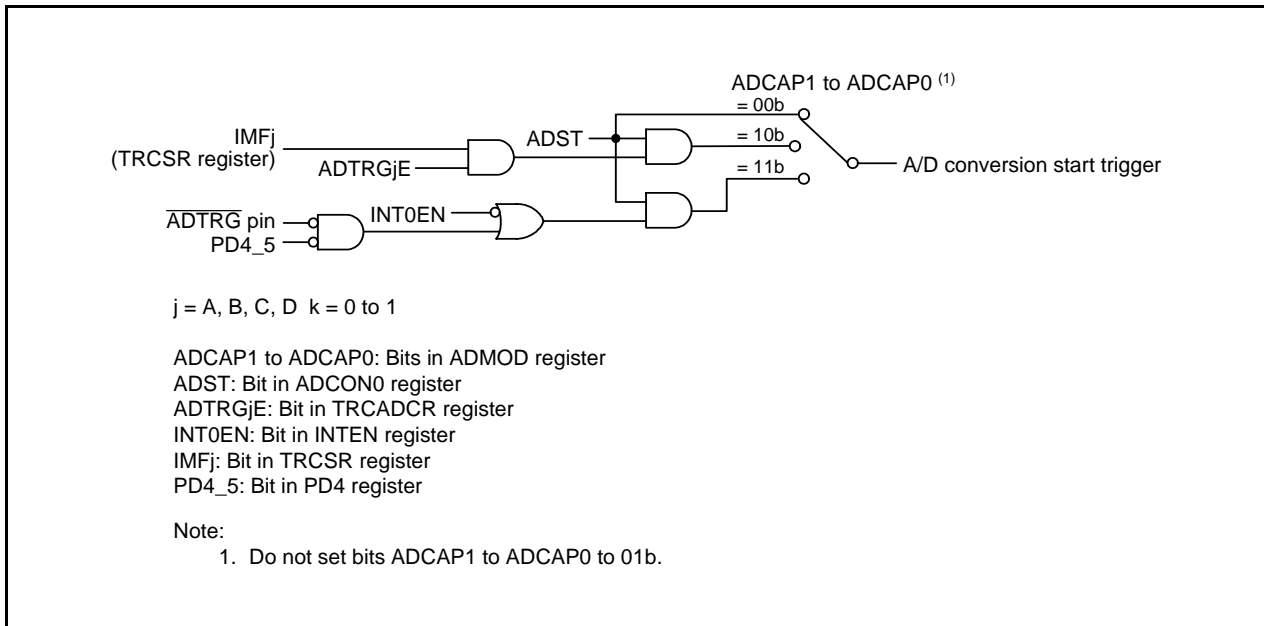 ADCAP1 to ADCAP0 (1)
= 00b
IMFj
(TRCSR register)
ADTRGjE
ADST
= 10b
A/D conversion start trigger
= 11b
ADTRG pin
PD4_5
INT0EN
j = A, B, C, D k = 0 to 1
ADCAP1 to ADCAP0: Bits in ADMOD register
ADST: Bit in ADCON0 register
ADTRGjE: Bit in TRCADCR register
INT0EN: Bit in INTEN register
IMFj: Bit in TRCSR register
PD4_5: Bit in PD4 register
Note:
1. Do not set bits ADCAP1 to ADCAP0 to 01b.